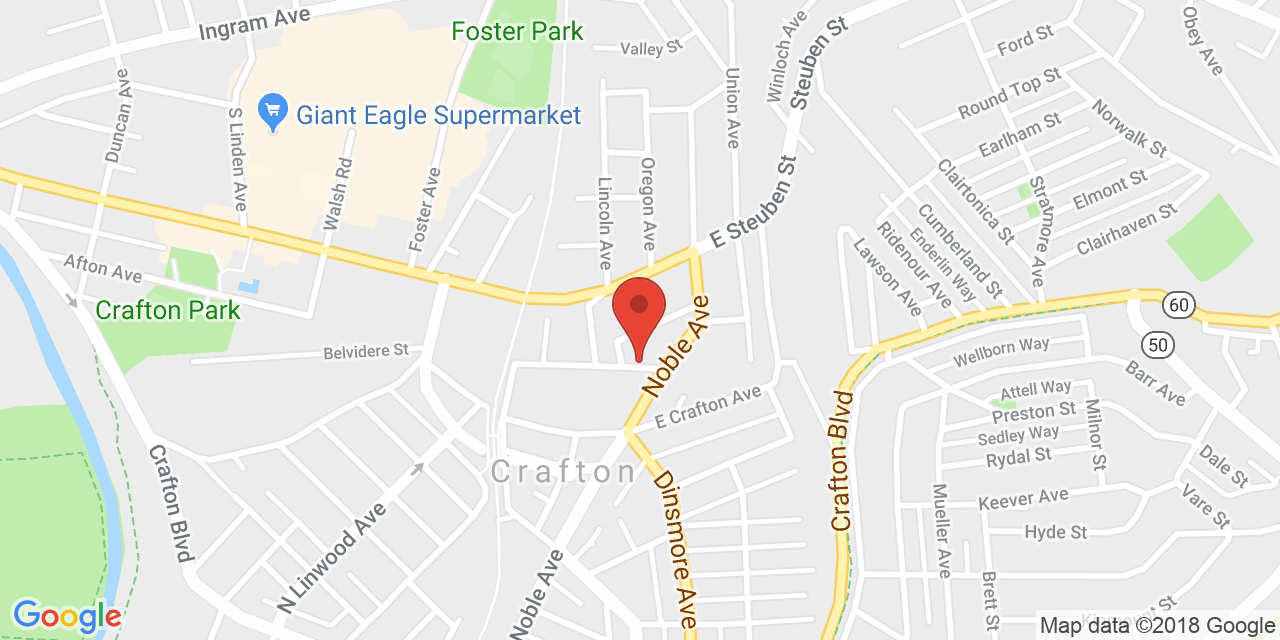 Ingram Ave
Foster Park
Valley St
Winloch Ave
Steuben St
Ford St
Obey Ave
Duncan Ave
S Linden Ave
Giant Eagle Supermarket
Union Ave
Round Top St
Norwalk St
Earlham St
Walsh Rd
Foster Ave
Lincoln Ave
Oregon Ave
E Steuben St
Clairtonica St
Stratmore Ave
Elmont St
Clairhaven St
Cumberland St
Enderlin Way
Ridenour Ave
Lawson Ave
Afton Ave
Crafton Park
60
50
Belvidere St
Noble Ave
Wellborn Way
Barr Ave
E Crafton Ave
Attell Way
Preston St
Milnor St
Sedley Way
Rydal St
Dale St
Vare St
Crafton Blvd
Crafton
Crafton Blvd
Keever Ave
Mueller Ave
Hyde St
N Linwood Ave
Dinsmore Ave
Noble Ave
Brett St
Google
Map data ©2018 Google